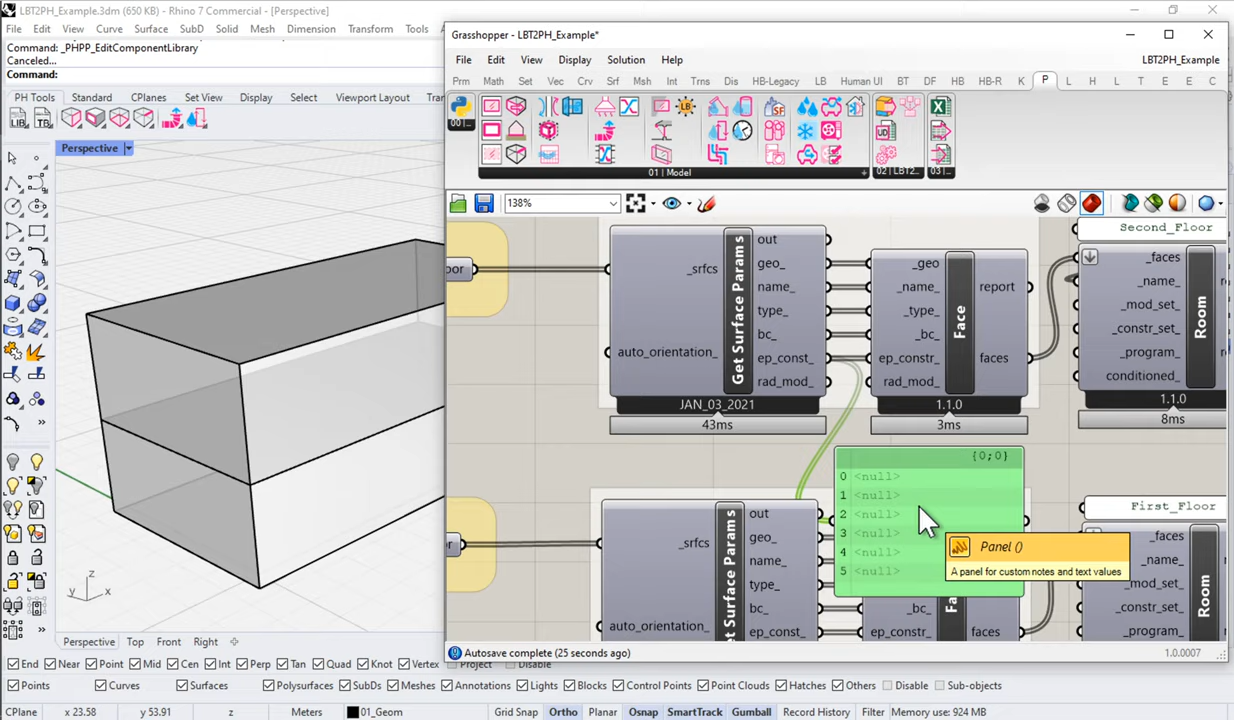 LBT2PH_Example.3dm (650 KB) - Rhino 7 Commercial - [Perspective]
File Edit View Curve Surface SubD Solid Mesh Dimension Transform Tools
Command: _PHPP_EditComponentLibrary
Canceled...
Command:
PH Tools Standard CPlanes Set View Display Select Viewport Layout
LIB TB
Perspective
Grasshopper - LBT2PH_Example*
File Edit View Display Solution Help LBT2PH_Example
Prm Math Set Vec Crv Srf Msh Int Trns Dis HB-Legacy LB Human UI BT DF HB HB-R K P L H L T U S E E C
01 | Model
02 | LBT2...
138%
out
geo_
_srfcs
name_
type_
bc_
auto_orientation_
ep_const_
rad_mod_
Get Surface Params
JAN_03_2021
43ms
_geo
_name_
report
_type_
_bc_
ep_constr_
faces
rad_mod_
Face
1.1.0
3ms
Second_Floor
_faces
_name_
_mod_set_
_constr_set_
_program_
conditioned_
Room
1.1.0
8ms
{0;0}
0 <null>
1 <null>
2 <null>
3 <null>
4 <null>
5 <null>
Panel ()
A panel for custom notes and text values
out
geo_
_srfcs
name_
type_
bc_
auto_orientation_
ep_const_
_bc_
ep_constr_
faces
First_Floor
_faces
_name_
_mod_set_
_constr_set_
_program_
Room
Autosave complete (25 seconds ago)
1.0.0007
z
y x
Perspective Top Front Right
End Near Point Mid Cen Int Perp Tan Quad Knot Vertex Project Disable
Points Curves Surfaces Polysurfaces SubDs Meshes Annotations Lights Blocks Control Points Point Clouds Hatches Others Disable Sub-objects
CPlane x 23.58 y 53.91 z Meters 01_Geom Grid Snap Ortho Planar Osnap SmartTrack Gumball Record History Filter Memory use: 924 MB